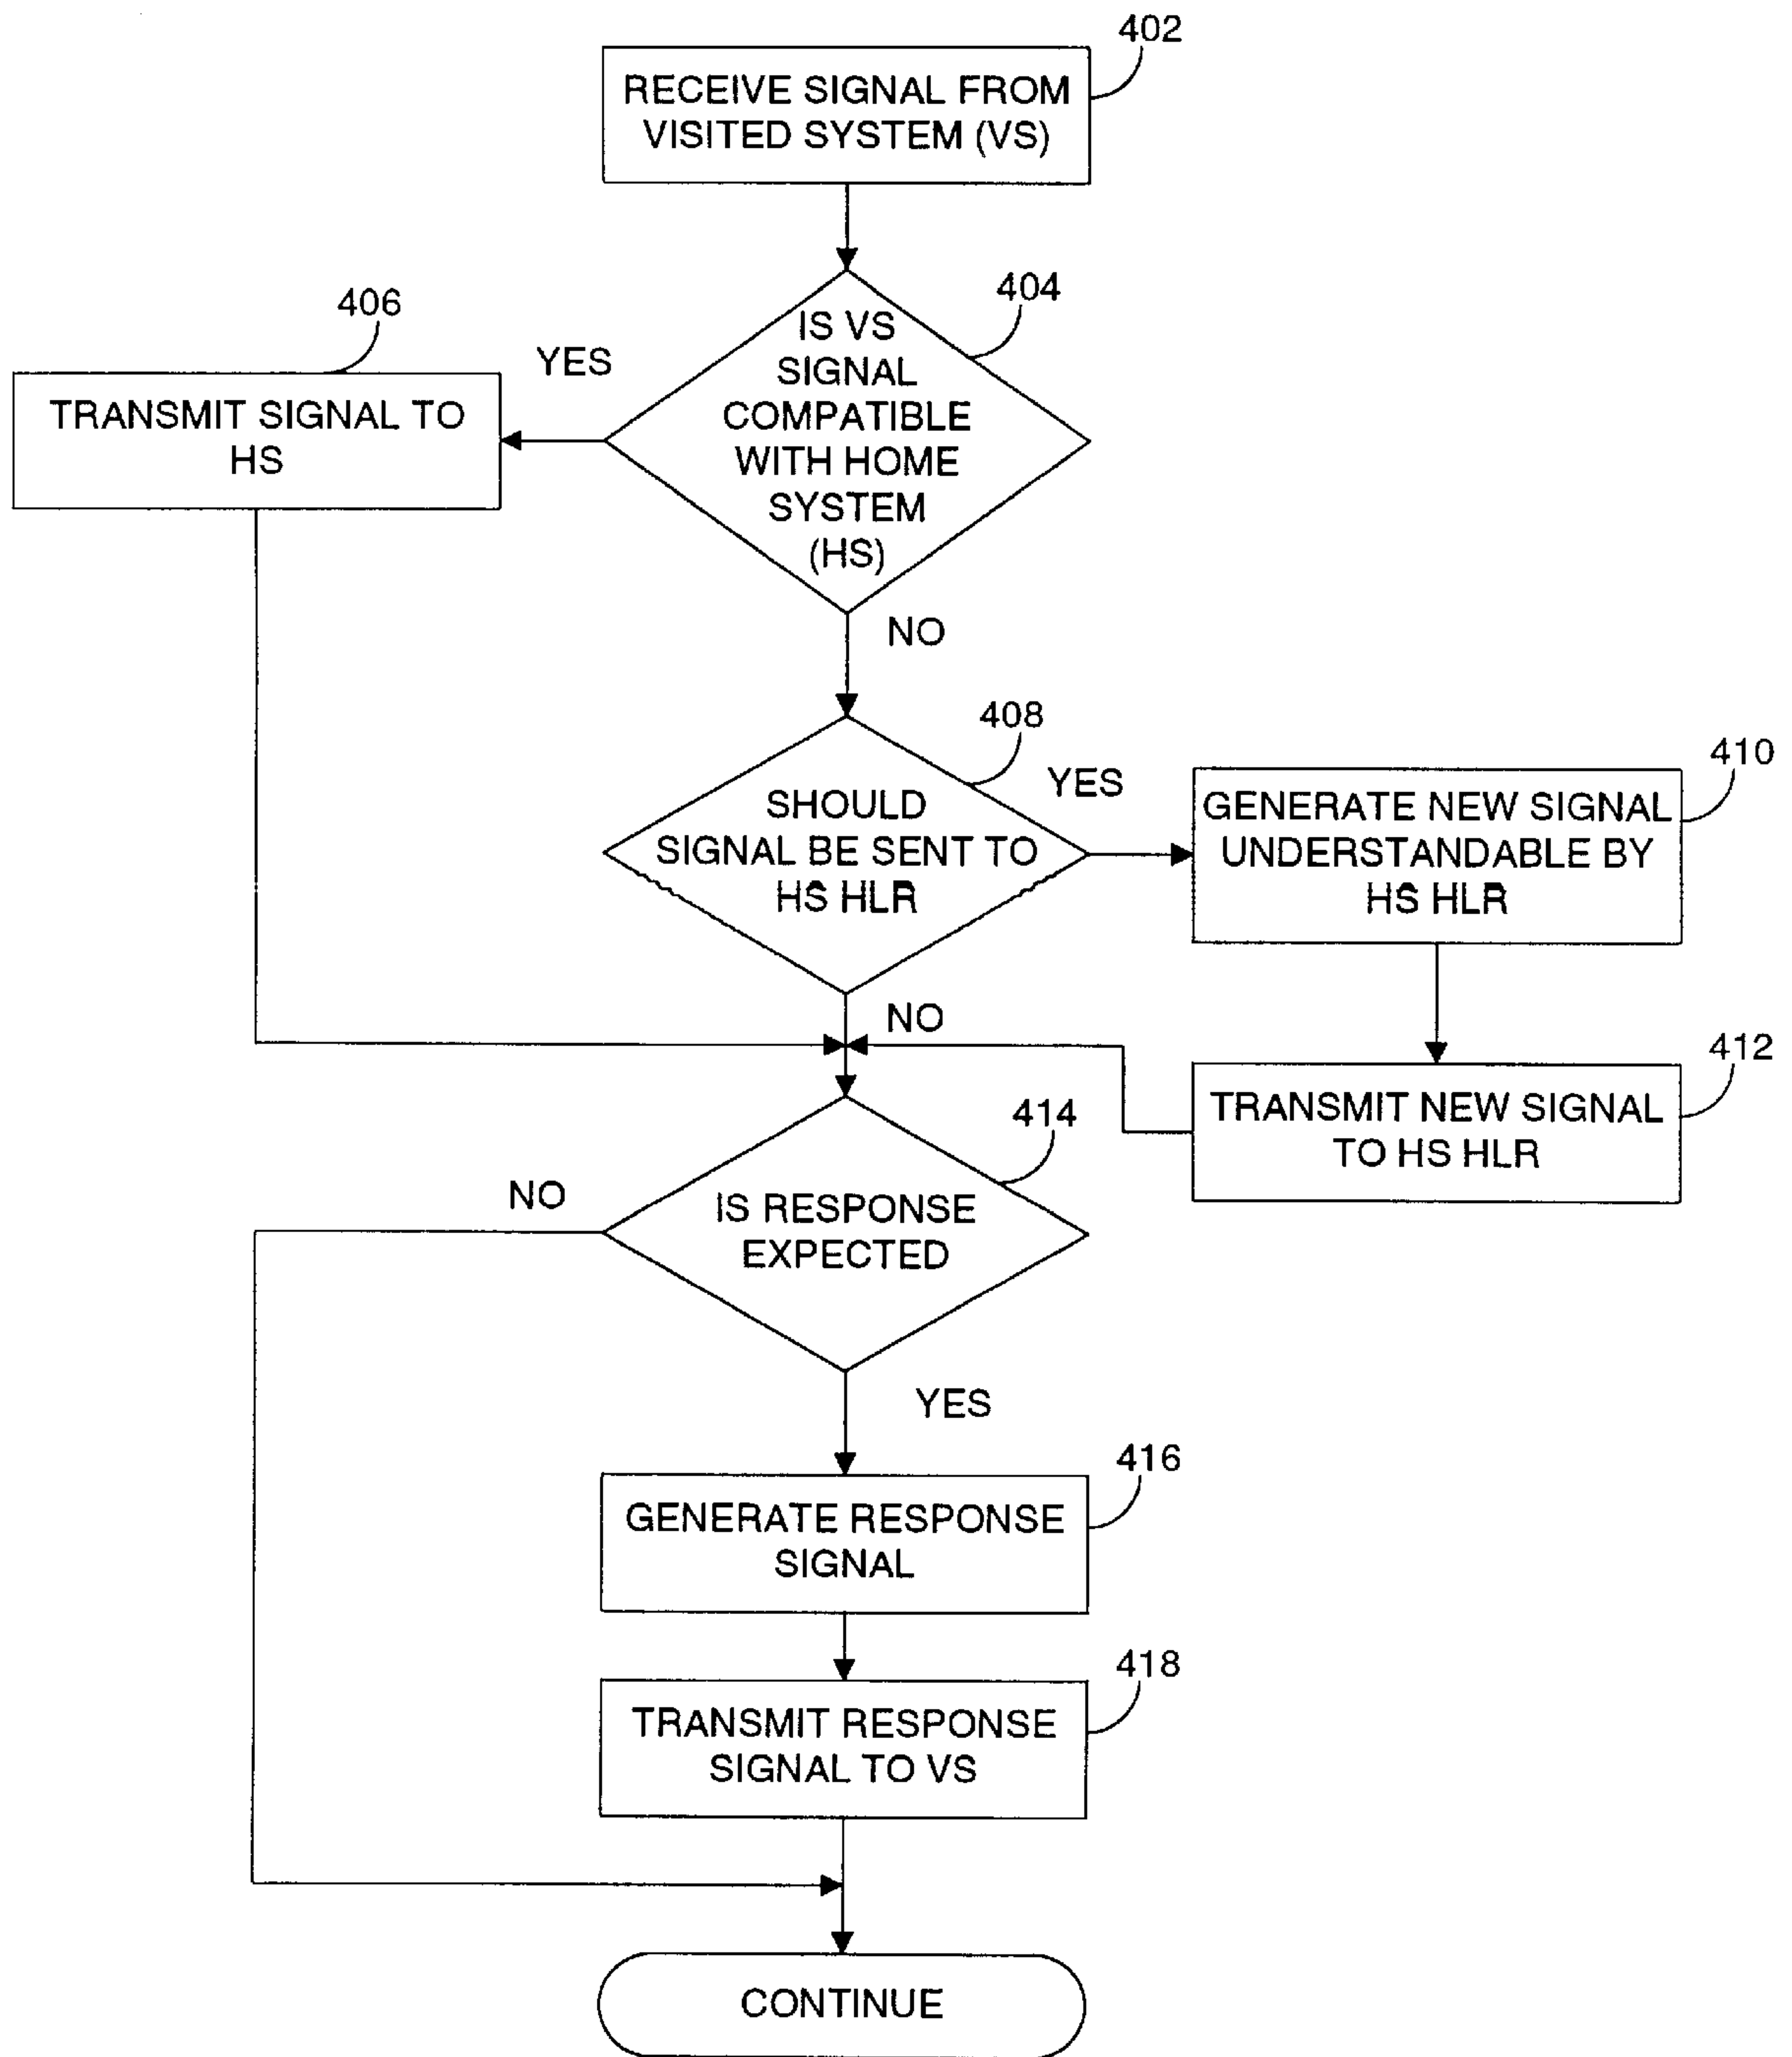 402
RECEIVE SIGNAL FROM
VISITED SYSTEM (VS)
404
IS VS
SIGNAL
COMPATIBLE
WITH HOME
SYSTEM
(HS)
406
YES
TRANSMIT SIGNAL TO
HS
NO
408
SHOULD
SIGNAL BE SENT TO
HS HLR
YES
410
GENERATE NEW SIGNAL
UNDERSTANDABLE BY
HS HLR
NO
412
TRANSMIT NEW SIGNAL
TO HS HLR
414
IS RESPONSE
EXPECTED
NO
YES
416
GENERATE RESPONSE
SIGNAL
418
TRANSMIT RESPONSE
SIGNAL TO VS
CONTINUE